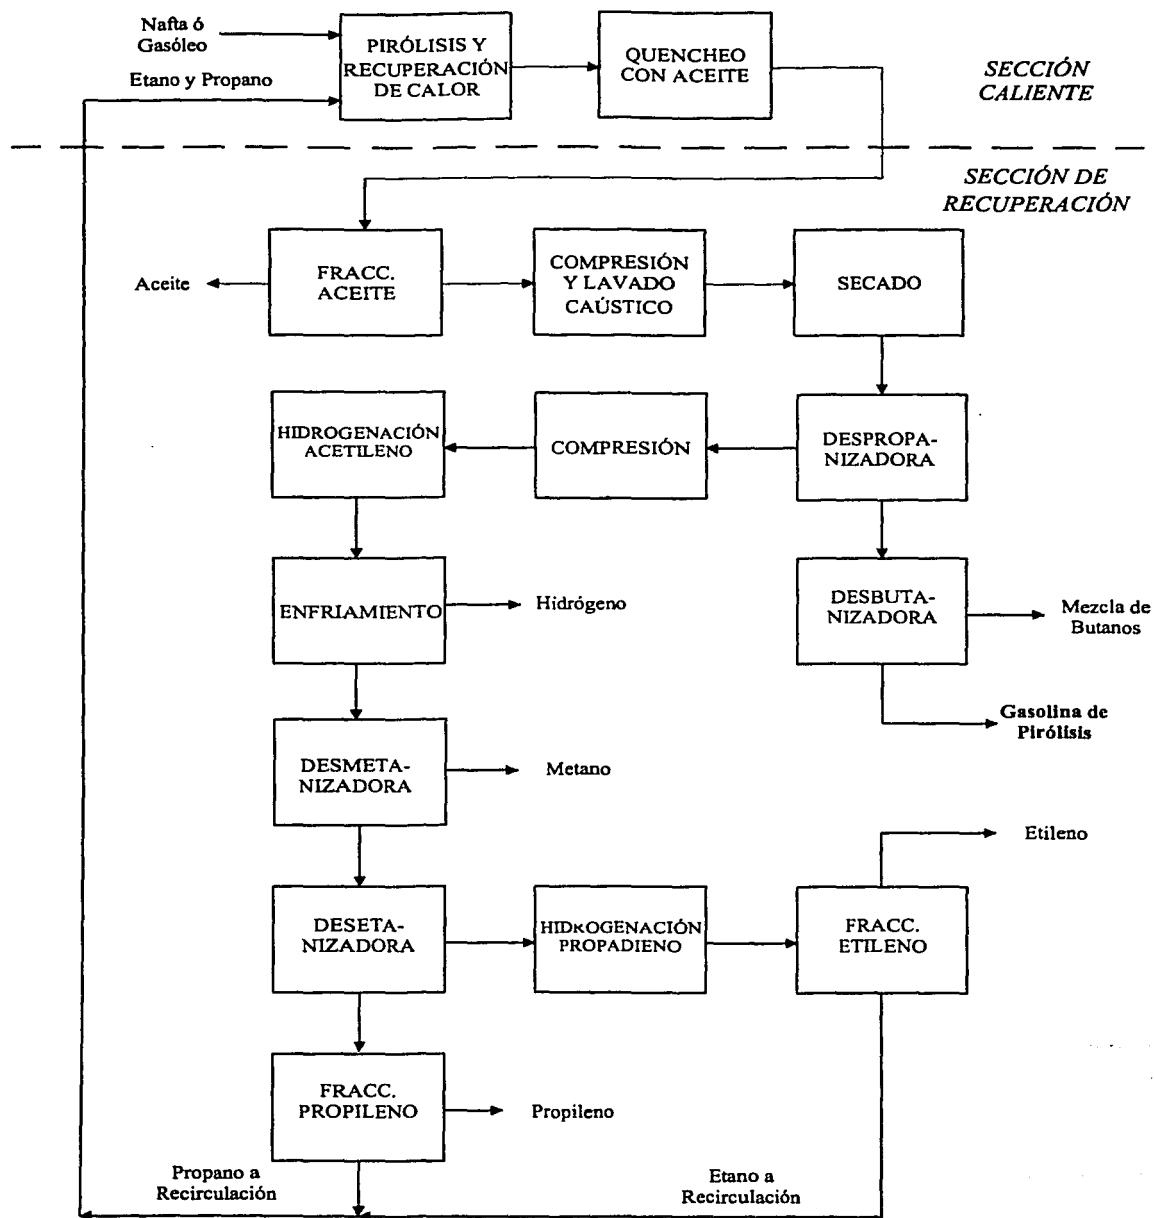 Nafta ó
Gasóleo
Etano y Propano
PIRÓLISIS Y
RECUPERACIÓN
DE CALOR
QUENCHEO
CON ACEITE
SECCIÓN
CALIENTE
SECCIÓN DE
RECUPERACIÓN
Aceite
FRACC.
ACEITE
COMPRESIÓN
Y LAVADO
CAÚSTICO
SECADO
HIDROGENACIÓN
ACETILENO
COMPRESIÓN
DESPROPA-
NIZADORA
ENFRIAMIENTO
Hidrógeno
DESBUTA-
NIZADORA
Mezcla de
Butanos
Gasolina de
Pirólisis
DESMETA-
NIZADORA
Metano
Etileno
DESETA-
NIZADORA
HIDROGENACIÓN
PROPADIENO
FRACC.
ETILENO
FRACC.
PROPILENO
Propileno
Propano a
Recirculación
Etano a
Recirculación